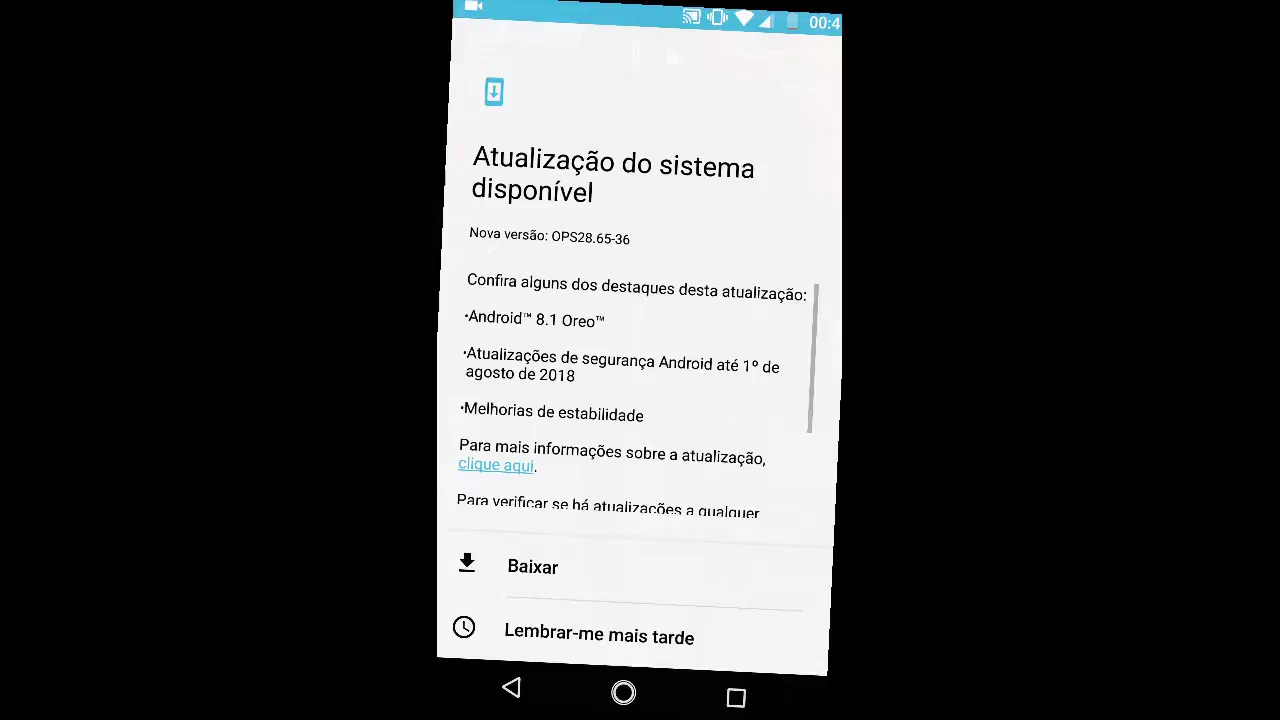 00:4
Atualização do sistema
disponível
Nova versão: OPS28.65-36
Confira alguns dos destaques desta atualização:
•Android™ 8.1 Oreo™
•Atualizações de segurança Android até 1º de
agosto de 2018
•Melhorias de estabilidade
Para mais informações sobre a atualização,
clique aqui.
Para verificar se há atualizações a qualquer
Baixar
Lembrar-me mais tarde